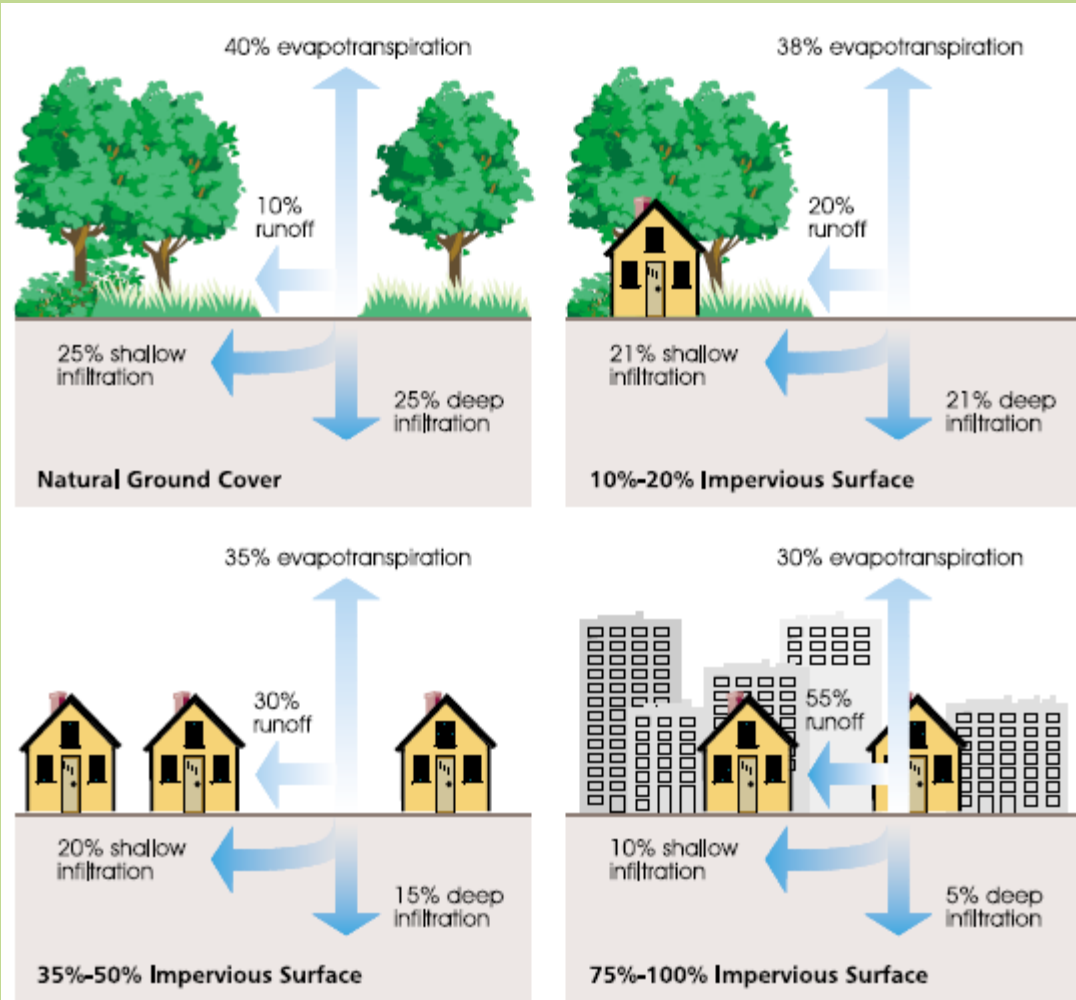 40% evapotranspiration
10%
runoff
25% shallow
infiltration
25% deep
infiltration
Natural Ground Cover
38% evapotranspiration
20%
runoff
21% shallow
infiltration
21% deep
infiltration
10%-20% Impervious Surface
35% evapotranspiration
30%
runoff
20% shallow
infiltration
15% deep
infiltration
35%-50% Impervious Surface
30% evapotranspiration
55%
runoff
10% shallow
infiltration
5% deep
infiltration
75%-100% Impervious Surface